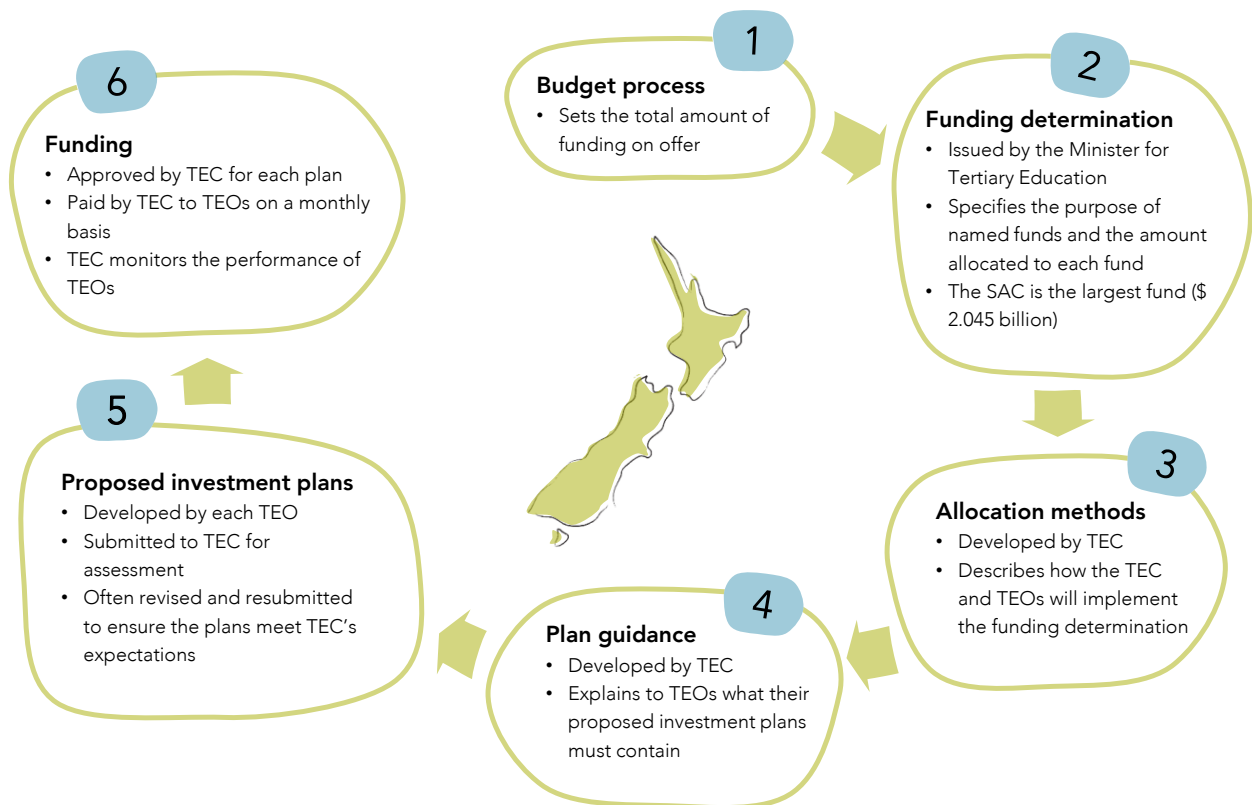 1
Budget process
• Sets the total amount of
funding on offer
2
Funding determination
• Issued by the Minister for
Tertiary Education
• Specifies the purpose of
named funds and the amount
allocated to each fund
• The SAC is the largest fund ($
2.045 billion)
3
Allocation methods
• Developed by TEC
• Describes how the TEC
and TEOs will implement
the funding determination
4
Plan guidance
• Developed by TEC
• Explains to TEOs what their
proposed investment plans
must contain
5
Proposed investment plans
• Developed by each TEO
• Submitted to TEC for
assessment
• Often revised and resubmitted
to ensure the plans meet TEC’s
expectations
6
Funding
• Approved by TEC for each plan
• Paid by TEC to TEOs on a monthly
basis
• TEC monitors the performance of
TEOs